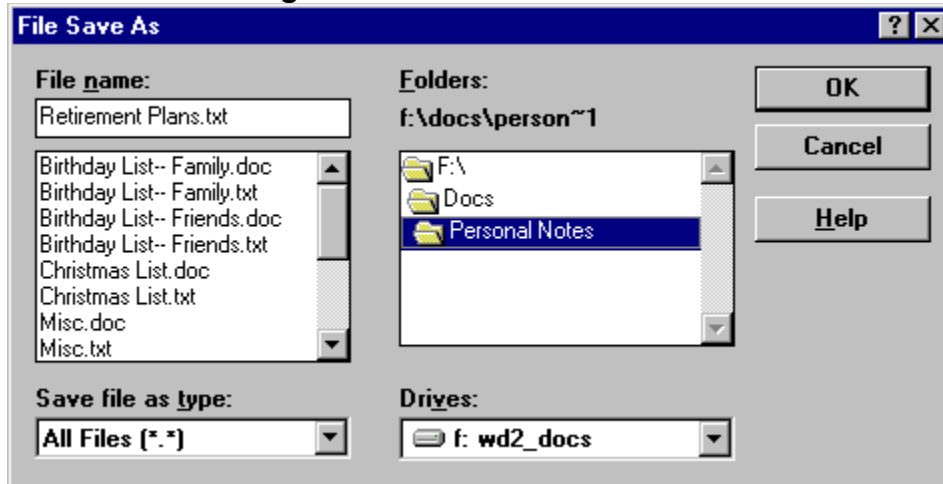 File Save As
File name:
Retirement Plans.txt
Birthday List-- Family.doc
Birthday List-- Family.txt
Birthday List-- Friends.doc
Birthday List-- Friends.txt
Christmas List.doc
Christmas List.txt
Misc.doc
Misc.txt
Save file as type:
All Files (*.*)
Folders:
f:\docs\person~1
F:\
Docs
Personal Notes
Drives:
f: wd2_docs
OK
Cancel
Help